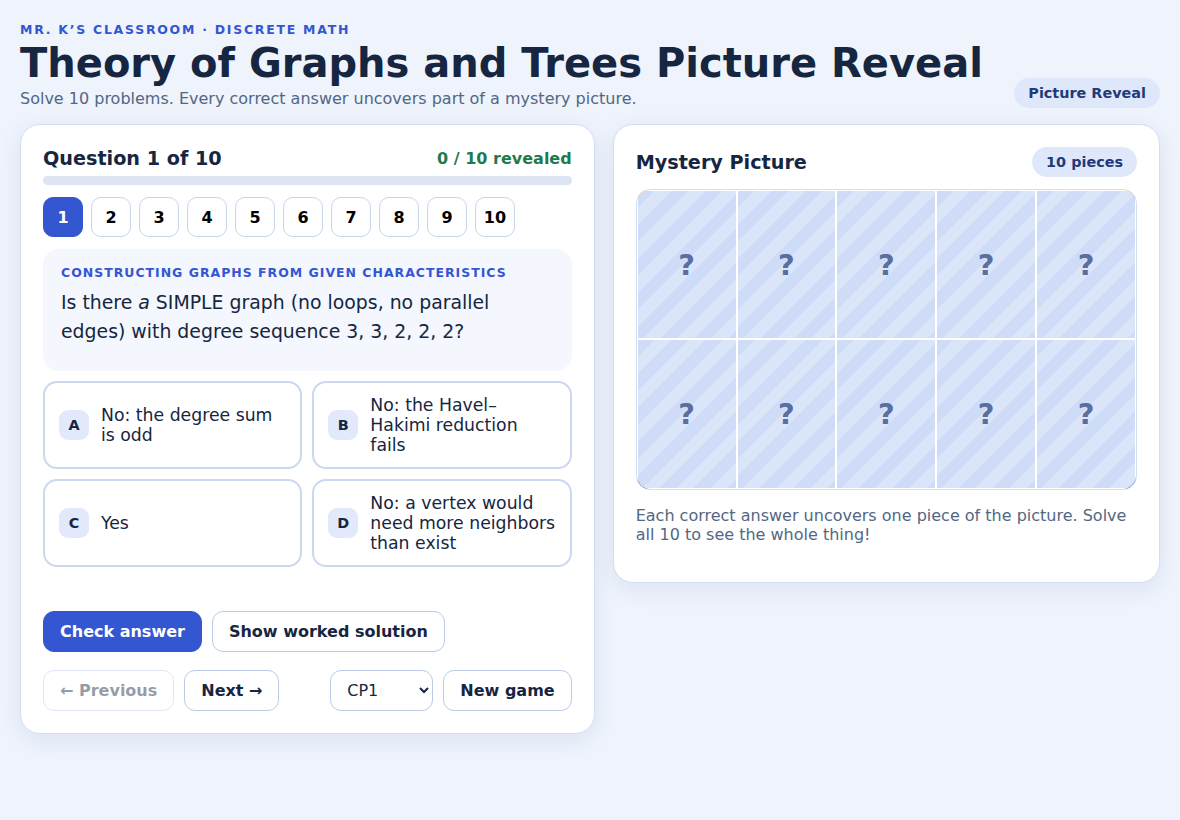 MR. K’S CLASSROOM · DISCRETE MATH
Theory of Graphs and Trees Picture Reveal
Solve 10 problems. Every correct answer uncovers part of a mystery picture.
Picture Reveal
Question 1 of 10
0 / 10 revealed
1 2 3 4 5 6 7 8 9 10
CONSTRUCTING GRAPHS FROM GIVEN CHARACTERISTICS
Is there a SIMPLE graph (no loops, no parallel
edges) with degree sequence 3, 3, 2, 2, 2?
A No: the degree sum
is odd
B No: the Havel–
Hakimi reduction
fails
C Yes
D No: a vertex would
need more neighbors
than exist
Check answer
Show worked solution
← Previous
Next →
CP1
New game
Mystery Picture
10 pieces
? ? ? ? ?
? ? ? ? ?
Each correct answer uncovers one piece of the picture. Solve
all 10 to see the whole thing!